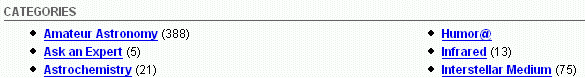 CATEGORIES
Amateur Astronomy (388)
Ask an Expert (5)
Astrochemistry (21)
Humor@
Infrared (13)
Interstellar Medium (75)